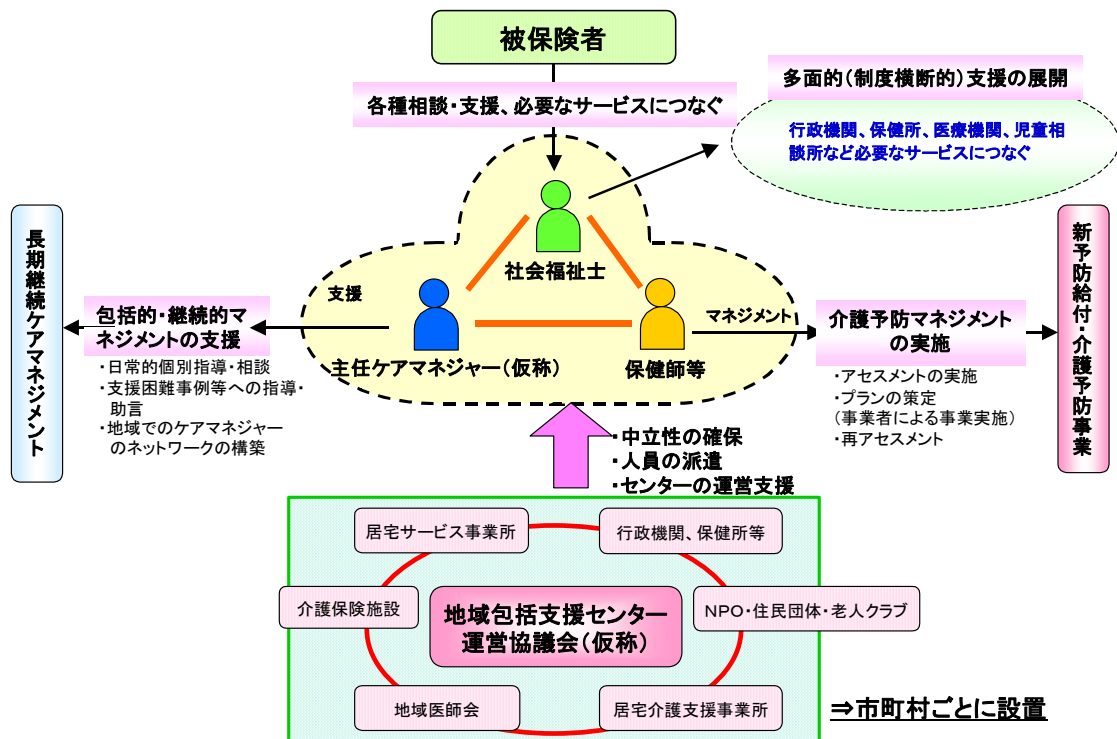 被保険者
各種相談・支援、必要なサービスにつなぐ
多面的(制度横断的)支援の展開
行政機関、保健所、医療機関、児童相
談所など必要なサービスにつなぐ
社会福祉士
支援
主任ケアマネジャー(仮称)
保健師等
マネジメント
長期継続ケアマネジメント
包括的・継続的マ
ネジメントの支援
・日常的個別指導・相談
・支援困難事例等への指導・
助言
・地域でのケアマネジャー
のネットワークの構築
介護予防マネジメント
の実施
・アセスメントの実施
・プランの策定
(事業者による事業実施)
・再アセスメント
新予防給付・介護予防事業
・中立性の確保
・人員の派遣
・センターの運営支援
居宅サービス事業所
行政機関、保健所等
介護保険施設
地域包括支援センター
運営協議会(仮称)
NPO・住民団体・老人クラブ
地域医師会
居宅介護支援事業所
⇒市町村ごとに設置